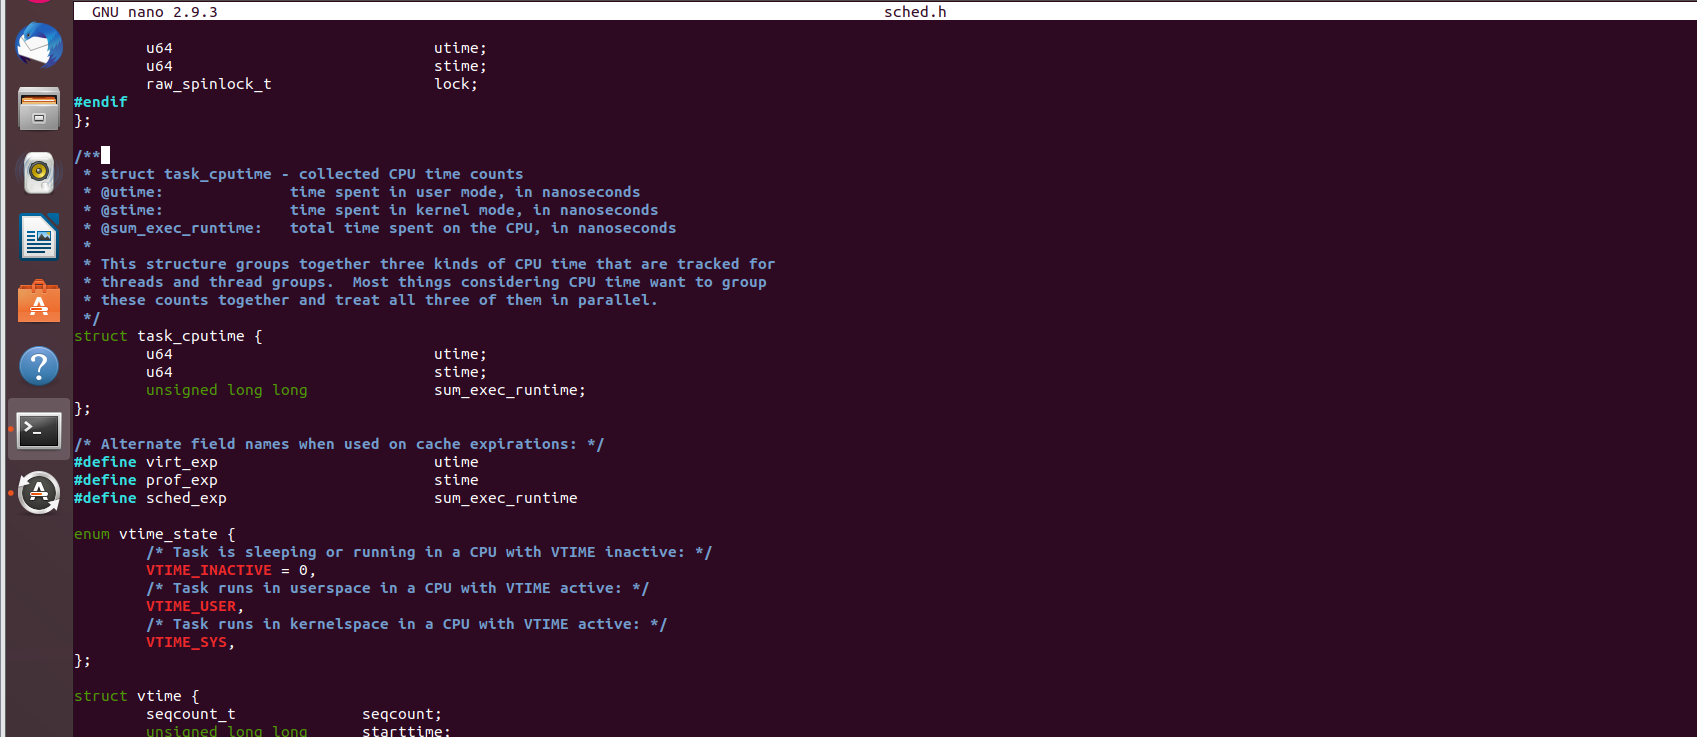 GNU nano 2.9.3 sched.h
u64 utime;
u64 stime;
raw_spinlock_t lock;
#endif
};
/**
 * struct task_cputime - collected CPU time counts
 * @utime: time spent in user mode, in nanoseconds
 * @stime: time spent in kernel mode, in nanoseconds
 * @sum_exec_runtime: total time spent on the CPU, in nanoseconds
 *
 * This structure groups together three kinds of CPU time that are tracked for
 * threads and thread groups.  Most things considering CPU time want to group
 * these counts together and treat all three of them in parallel.
 */
struct task_cputime {
u64 utime;
u64 stime;
unsigned long long sum_exec_runtime;
};
/* Alternate field names when used on cache expirations: */
#define virt_exp utime
#define prof_exp stime
#define sched_exp sum_exec_runtime
enum vtime_state {
/* Task is sleeping or running in a CPU with VTIME inactive: */
VTIME_INACTIVE = 0,
/* Task runs in userspace in a CPU with VTIME active: */
VTIME_USER,
/* Task runs in kernelspace in a CPU with VTIME active: */
VTIME_SYS,
};
struct vtime {
seqcount_t seqcount;
unsigned long long starttime;